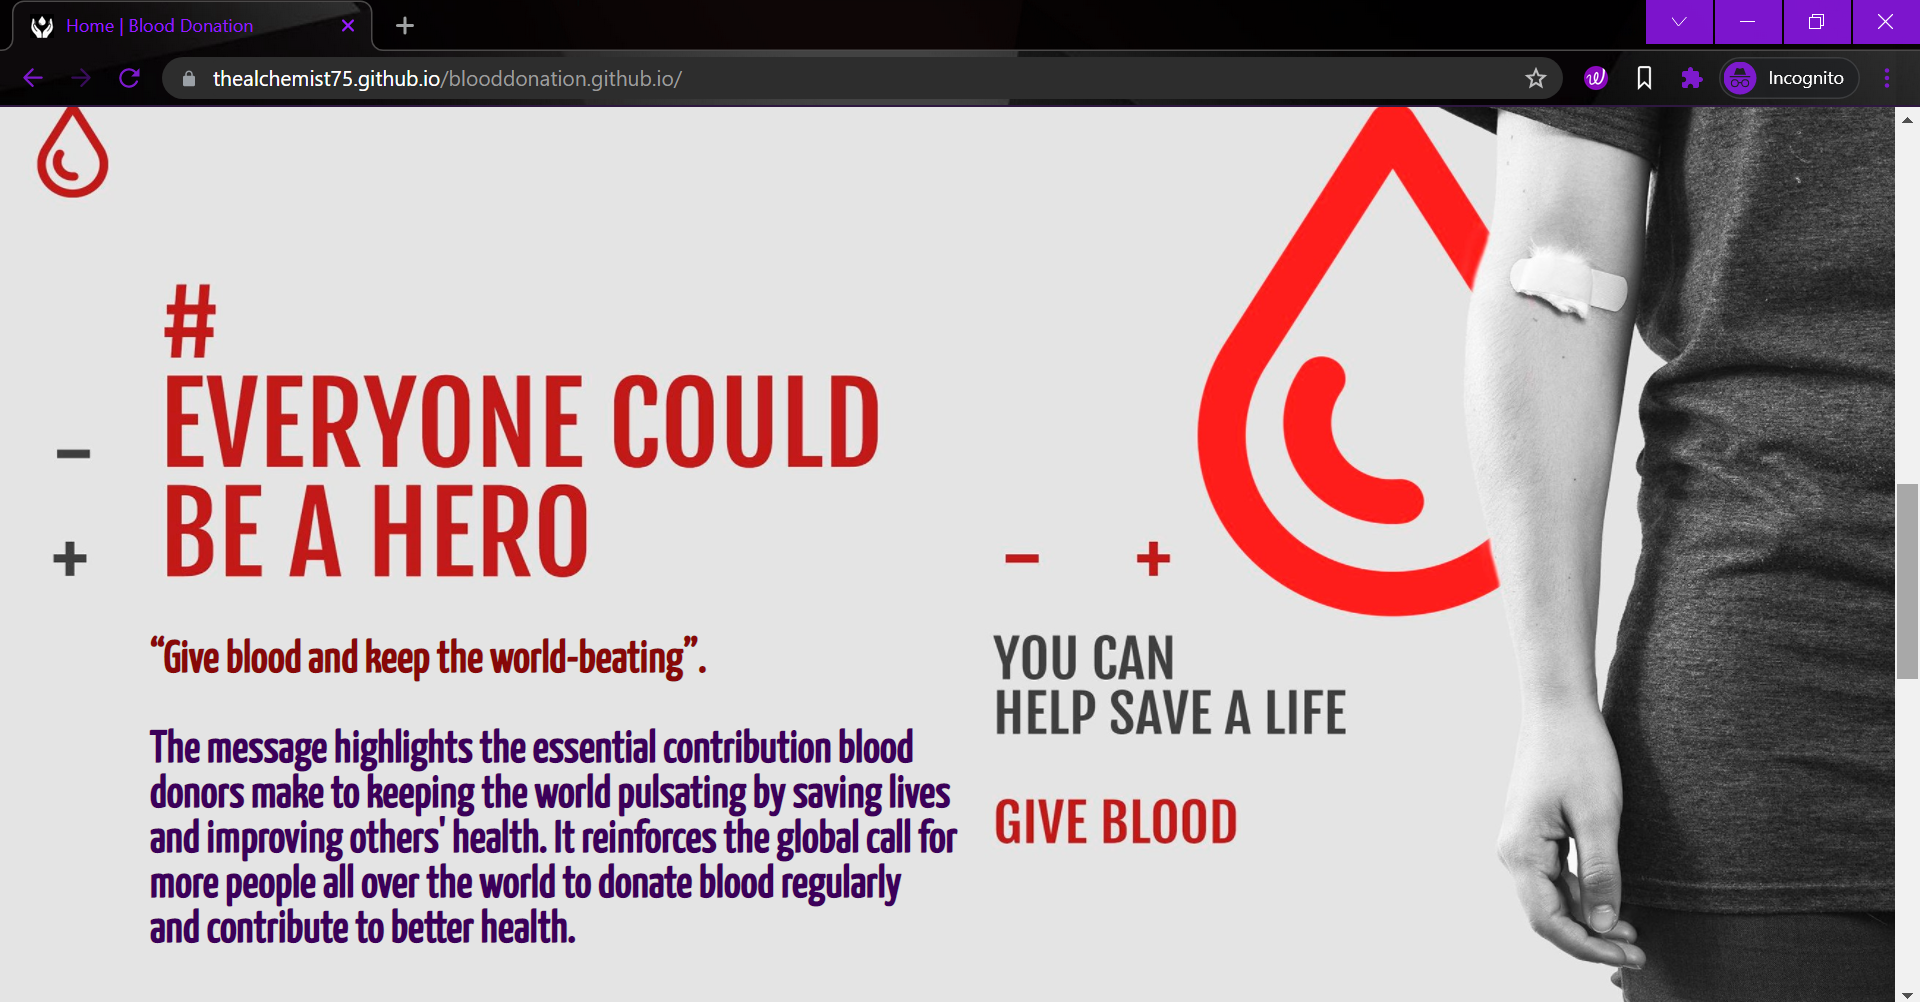 Home | Blood Donation
thealchemist75.github.io/blooddonation.github.io/
Incognito
#
EVERYONE COULD
BE A HERO
“Give blood and keep the world-beating”.
The message highlights the essential contribution blood
donors make to keeping the world pulsating by saving lives
and improving others' health. It reinforces the global call for
more people all over the world to donate blood regularly
and contribute to better health.
− +
YOU CAN
HELP SAVE A LIFE
GIVE BLOOD